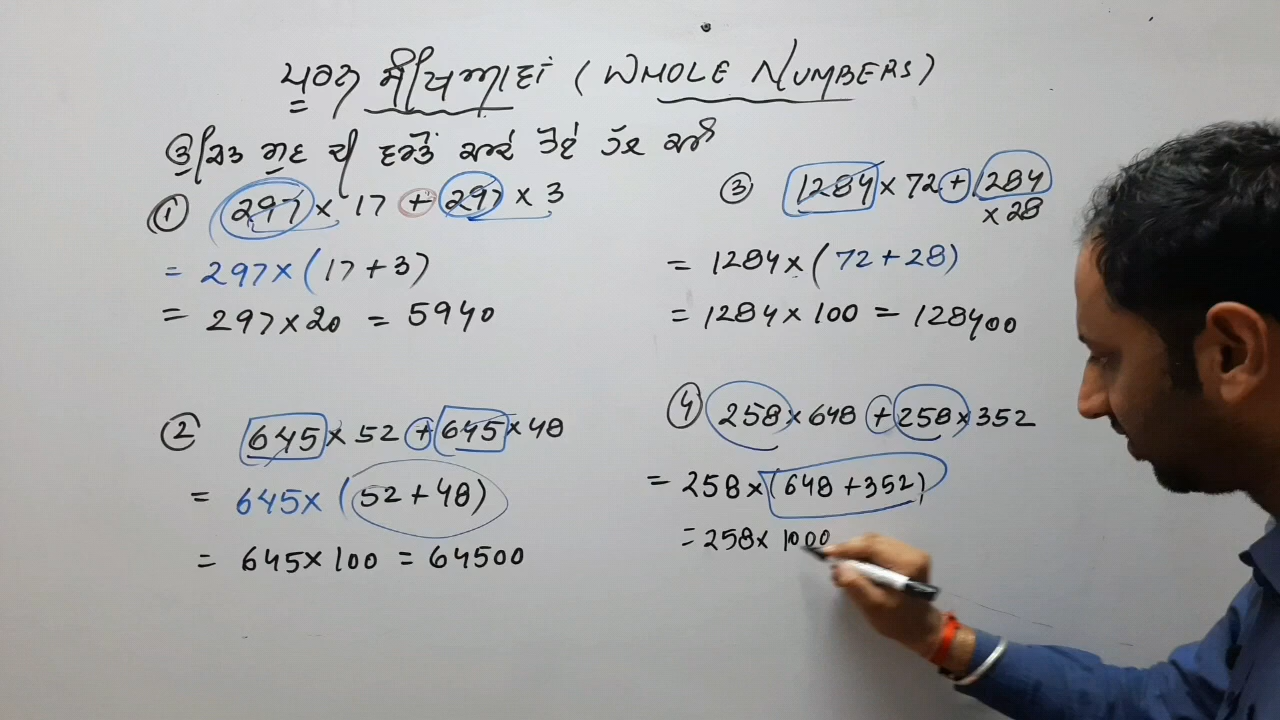 ਪੂਰਨ ਸੰਖਿਆਵਾਂ (WHOLE NUMBERS)
ਉਚਿਤ ਗੁਣ ਦੀ ਵਰਤੋਂ ਕਰਕੇ ਹੱਲ ਕਰੋ
① 297 × 17 + 297 × 3
= 297 × (17 + 3)
= 297 × 20 = 5940
② 645 × 52 + 645 × 48
= 645 × (52 + 48)
= 645 × 100 = 64500
③ 1284 × 72 + 1284
× 28
= 1284 × (72 + 28)
= 1284 × 100 = 128400
④ 258 × 648 + 258 × 352
= 258 × (648 + 352)
= 258 × 1000